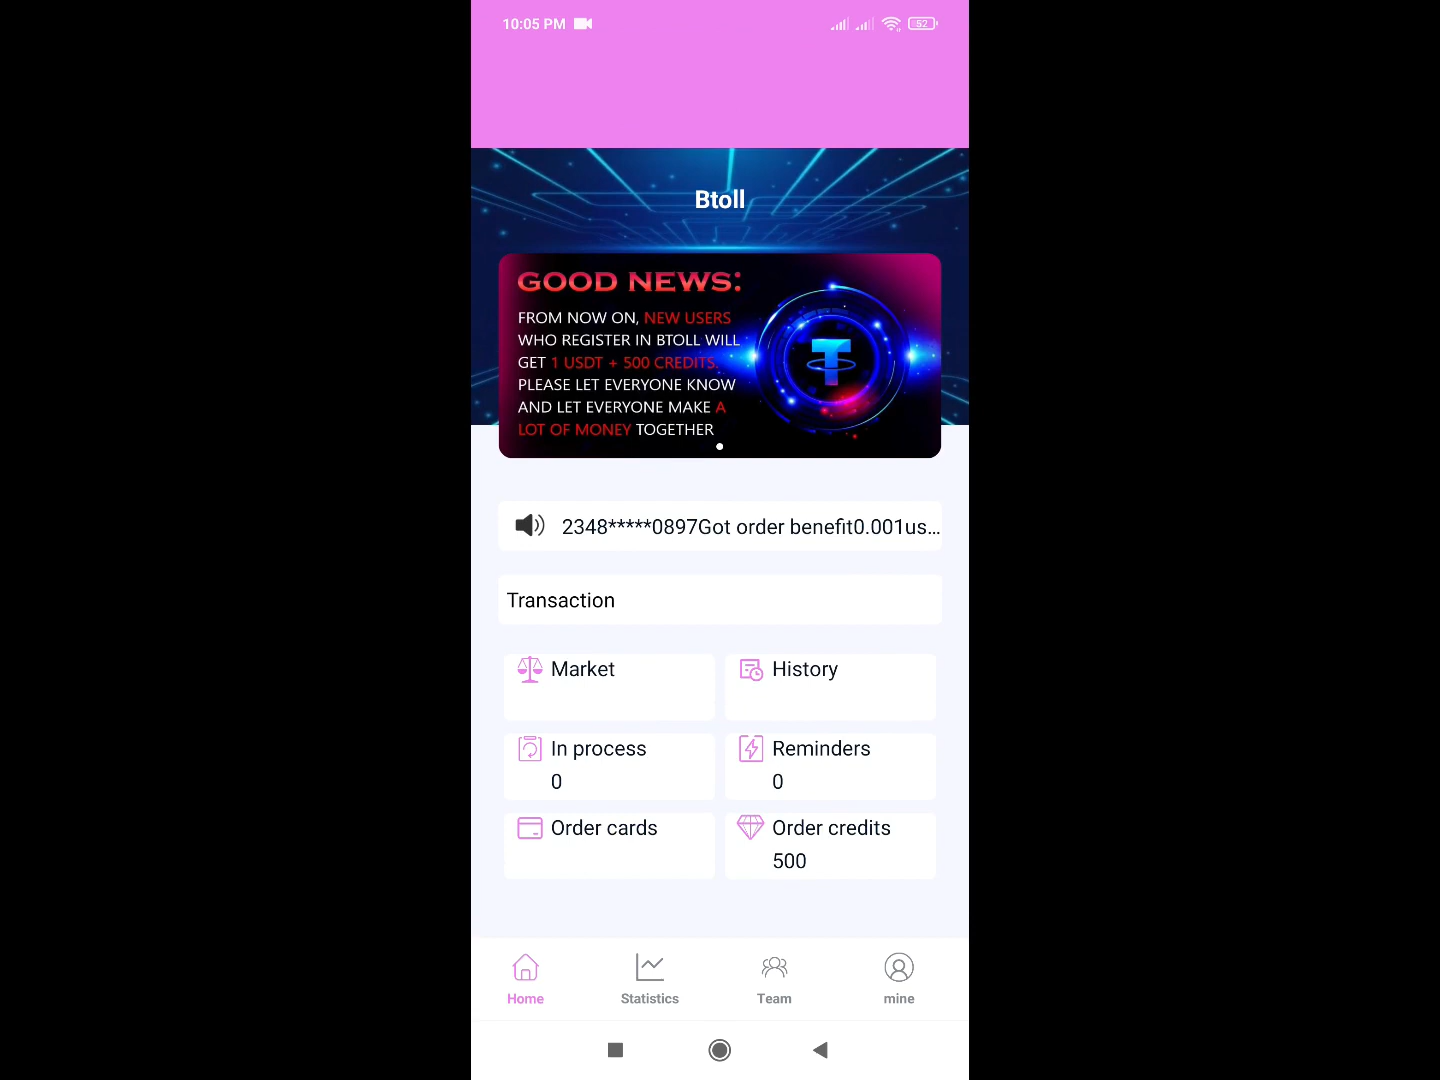 10:05 PM
52
Btoll
GOOD NEWS:
FROM NOW ON, NEW USERS
WHO REGISTER IN BTOLL WILL
GET 1 USDT + 500 CREDITS.
PLEASE LET EVERYONE KNOW
AND LET EVERYONE MAKE A
LOT OF MONEY TOGETHER
2348*****0897Got order benefit0.001us...
Transaction
Market
History
In process
0
Reminders
0
Order cards
Order credits
500
Home
Statistics
Team
mine